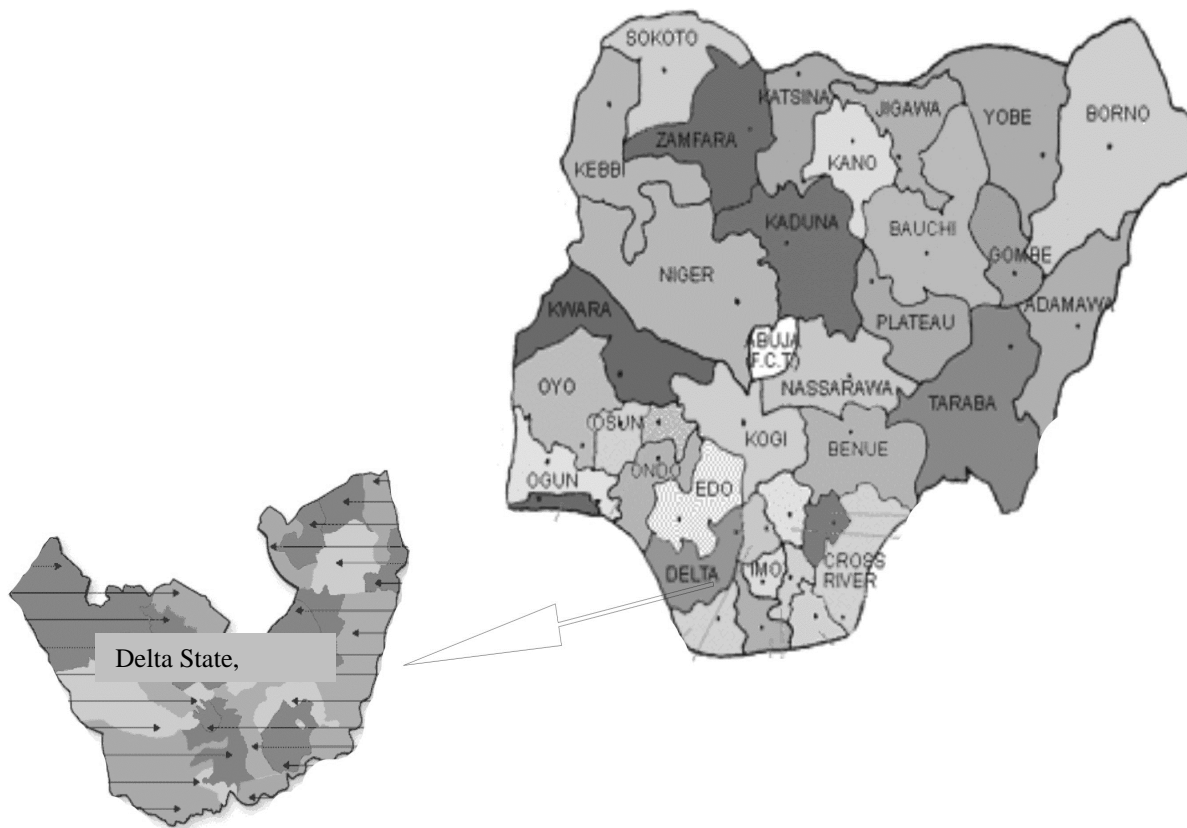 SOKOTO
KATSINA
JIGAWA
YOBE
BORNO
ZAMFARA
KANO
KEBBI
KADUNA
BAUCHI
GOMBE
NIGER
ADAMAWA
KWARA
PLATEAU
ABUJA
(F.C.T)
NASSARAWA
OYO
TARABA
OSUN
KOGI
BENUE
ONDO
EDO
OGUN
CROSS
RIVER
DELTA
IMO
Delta State,